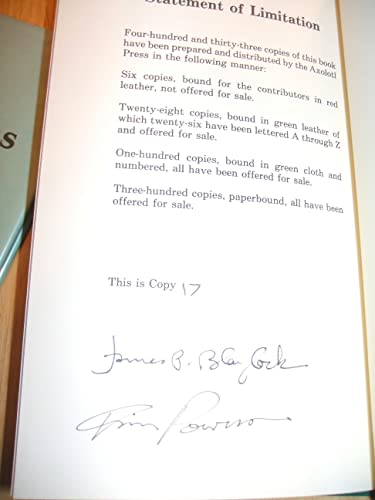 Statement of Limitation
Four-hundred and thirty-three copies of this book
have been prepared and distributed by the Axolotl
Press in the following manner:
Six copies, bound for the contributors in red
leather, not offered for sale.
Twenty-eight copies, bound in green leather of
which twenty-six have been lettered A through Z
and offered for sale.
One-hundred copies, bound in green cloth and
numbered, all have been offered for sale.
Three-hundred copies, paperbound, all have been
offered for sale.
This is Copy 17
James P. Blaylock
Tim Powers
S